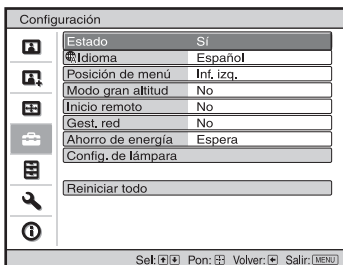 Configuración
Estado Sí
Idioma Español
Posición de menú Inf. izq.
Modo gran altitud No
Inicio remoto No
Gest. red No
Ahorro de energía Espera
Config. de lámpara
Reiniciar todo
Sel: Pon: Volver: Salir: MENU